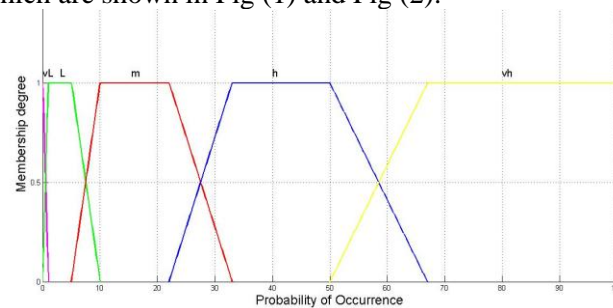 which are shown in Fig (1) and Fig (2).
vL L m h vh
1
Membership degree
0.5
0
0 10 20 30 40 50 60 70 80 90
Probability of Occurrence